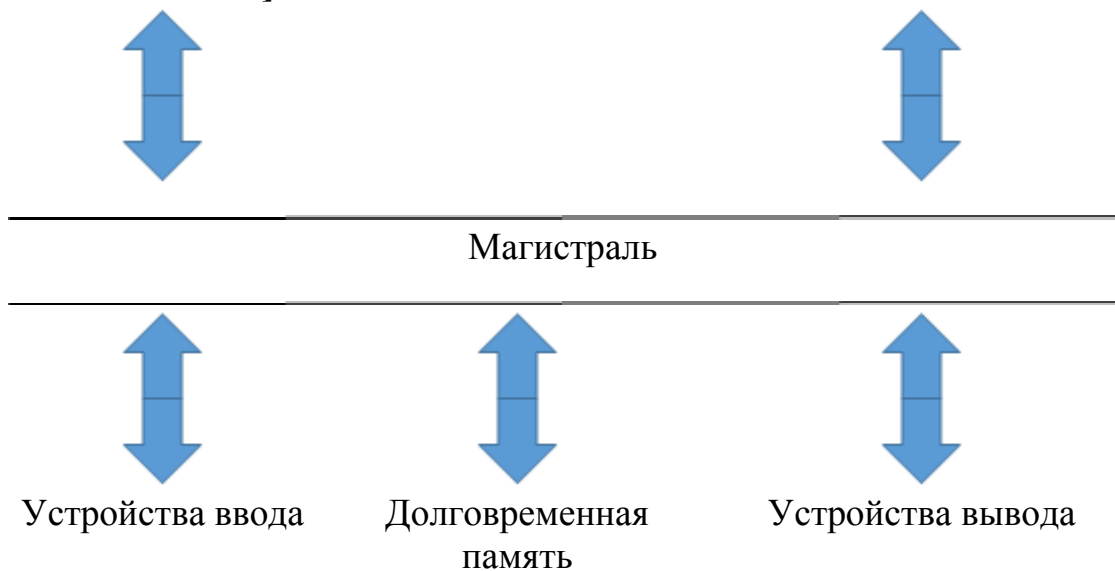 Магистраль
Устройства ввода
Долговременная
память
Устройства вывода